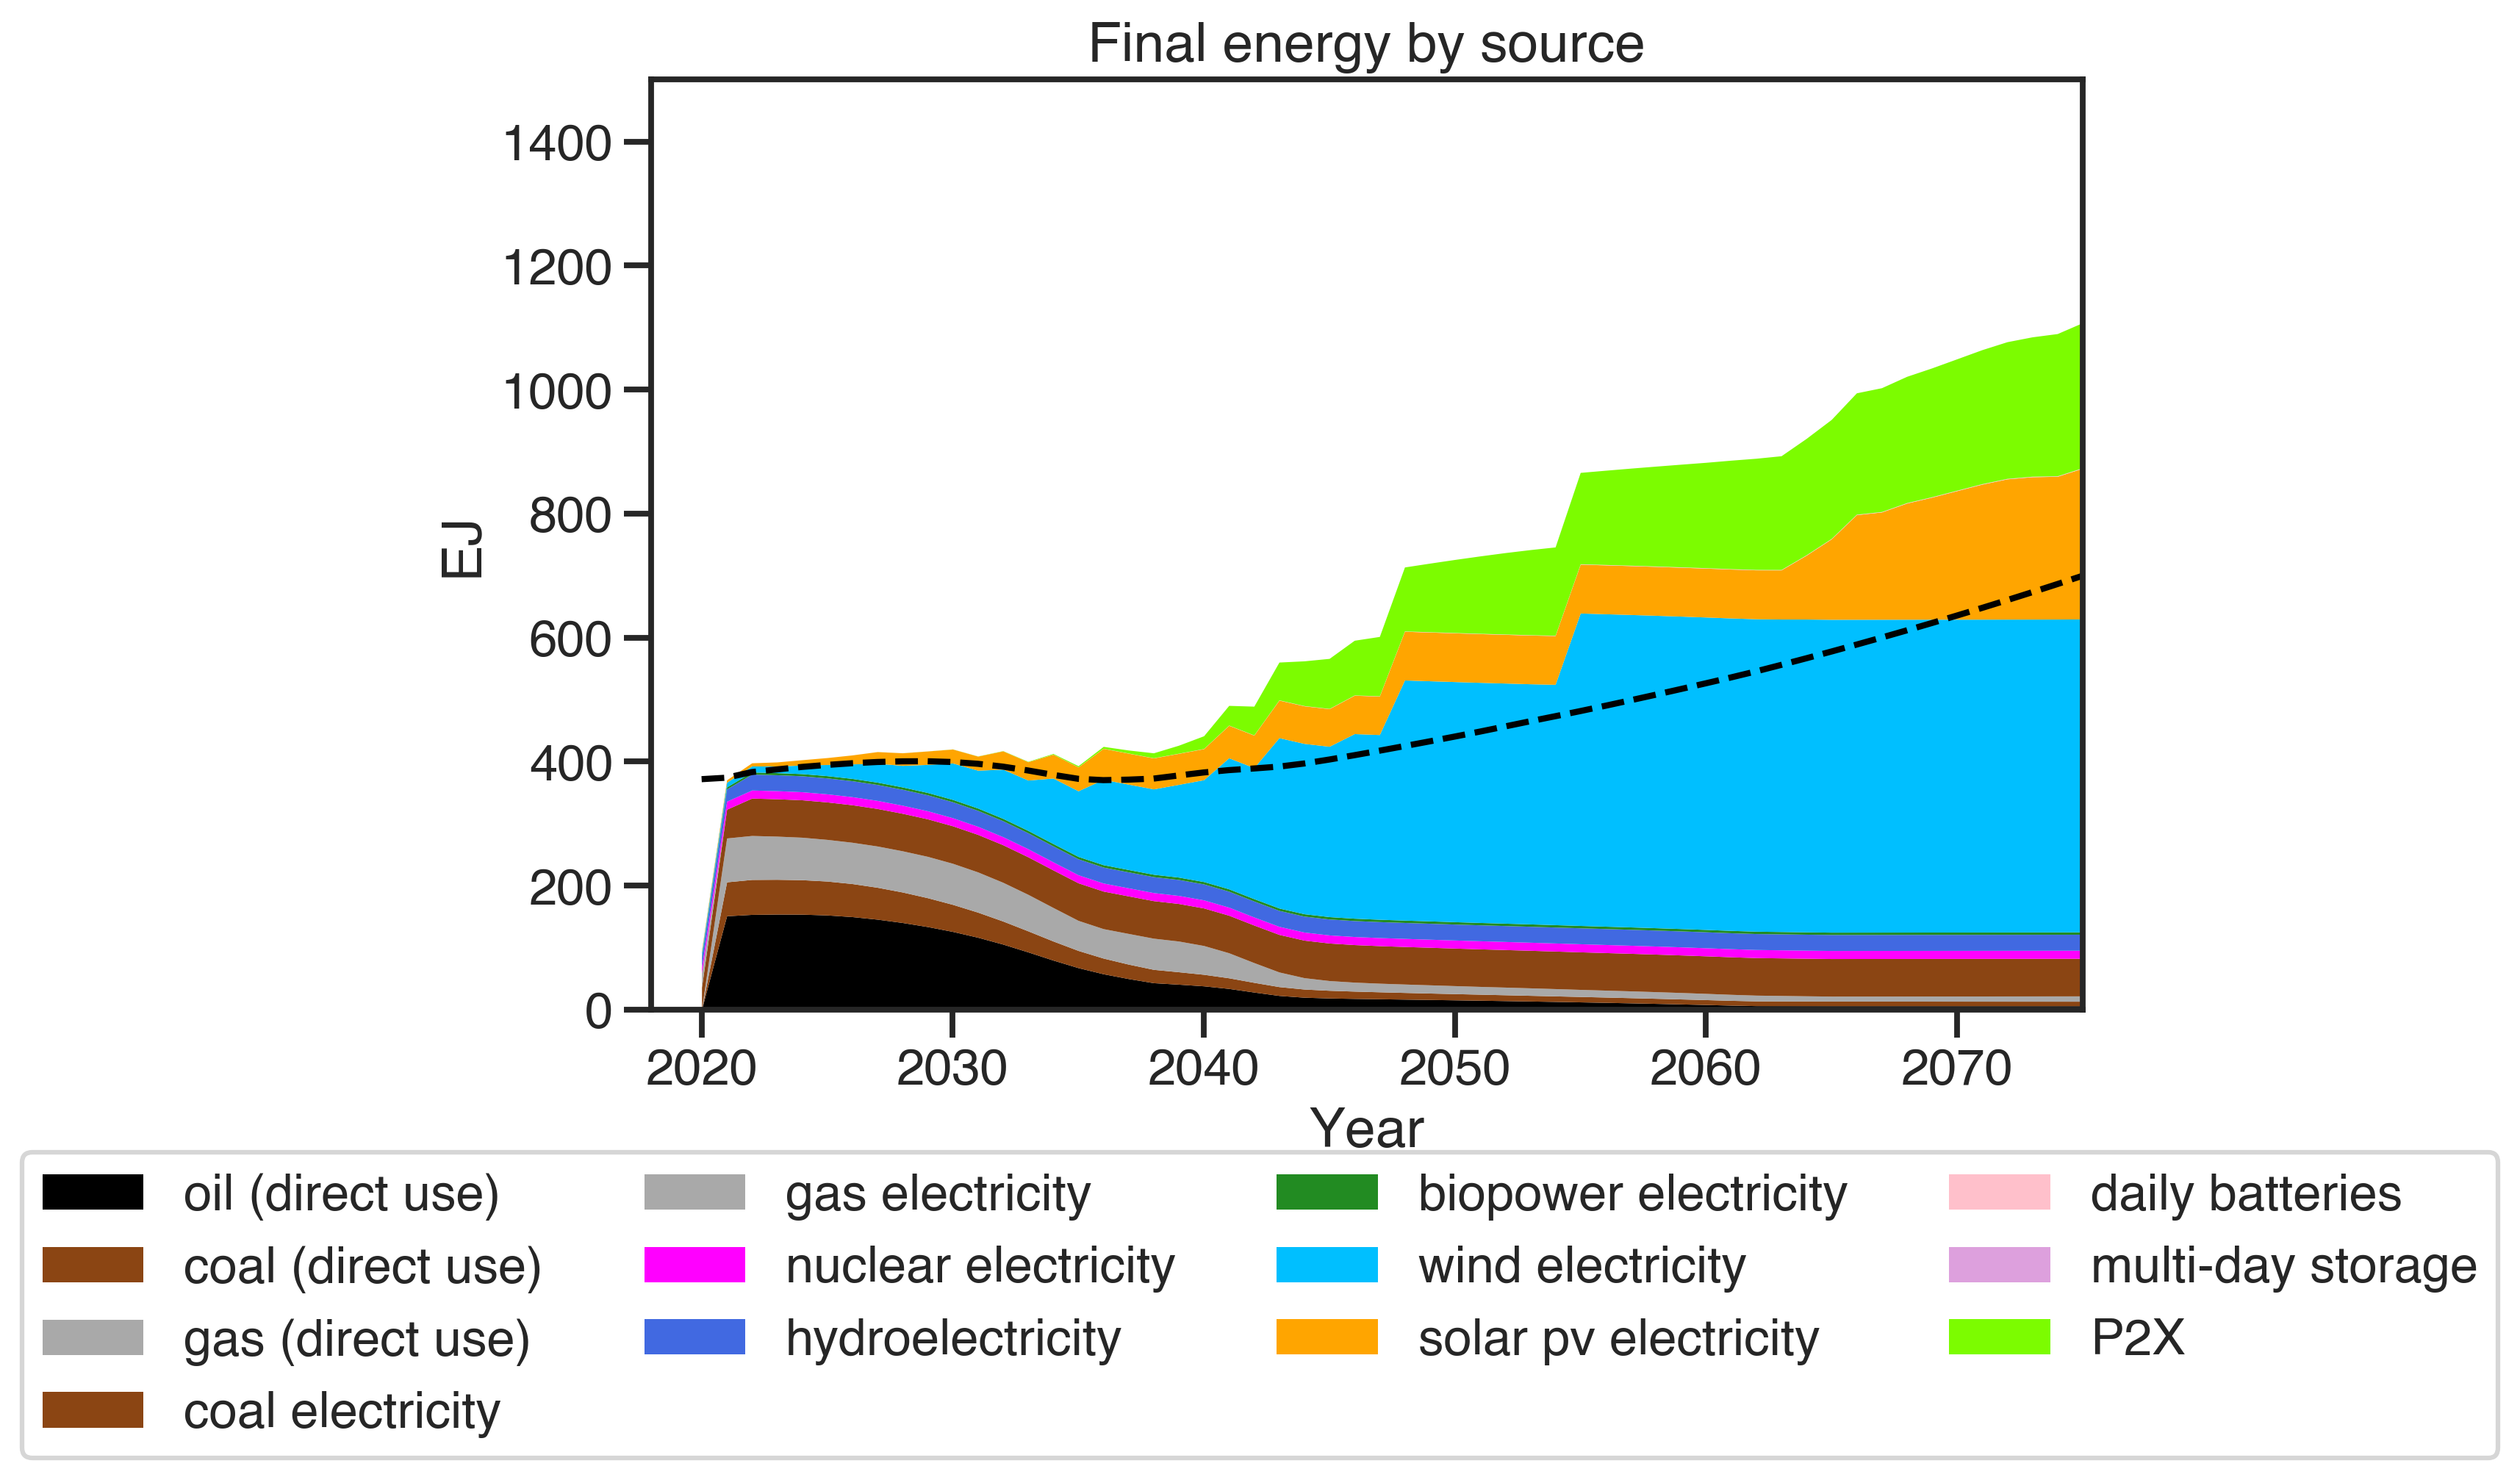 Final energy by source
EJ
1400
1200
1000
800
600
400
200
0
2020 2030 2040 2050 2060 2070
Year
oil (direct use)
coal (direct use)
gas (direct use)
coal electricity
gas electricity
nuclear electricity
hydroelectricity
biopower electricity
wind electricity
solar pv electricity
daily batteries
multi-day storage
P2X